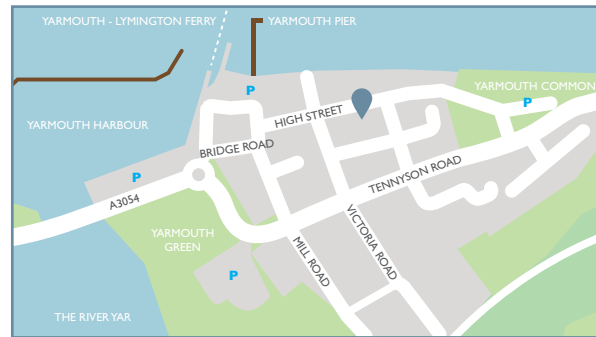 YARMOUTH - LYMINGTON FERRY
YARMOUTH PIER
P
YARMOUTH COMMON
P
HIGH STREET
YARMOUTH HARBOUR
BRIDGE ROAD
P
TENNYSON ROAD
A3054
VICTORIA ROAD
YARMOUTH
GREEN
MILL ROAD
P
THE RIVER YAR